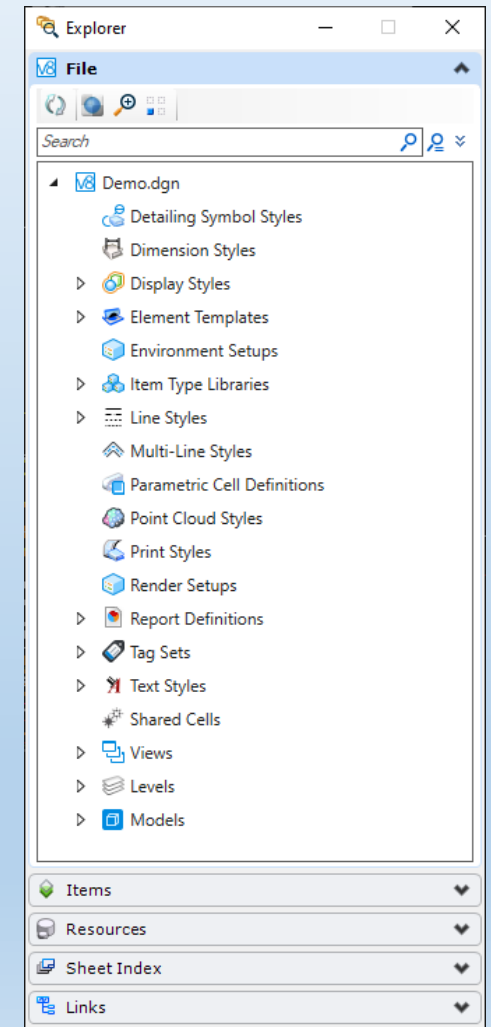 Explorer
V8 File
Search
V8 Demo.dgn
Detailing Symbol Styles
Dimension Styles
Display Styles
Element Templates
Environment Setups
Item Type Libraries
Line Styles
Multi-Line Styles
Parametric Cell Definitions
Point Cloud Styles
Print Styles
Render Setups
Report Definitions
Tag Sets
Text Styles
Shared Cells
Views
Levels
Models
Items
Resources
Sheet Index
Links